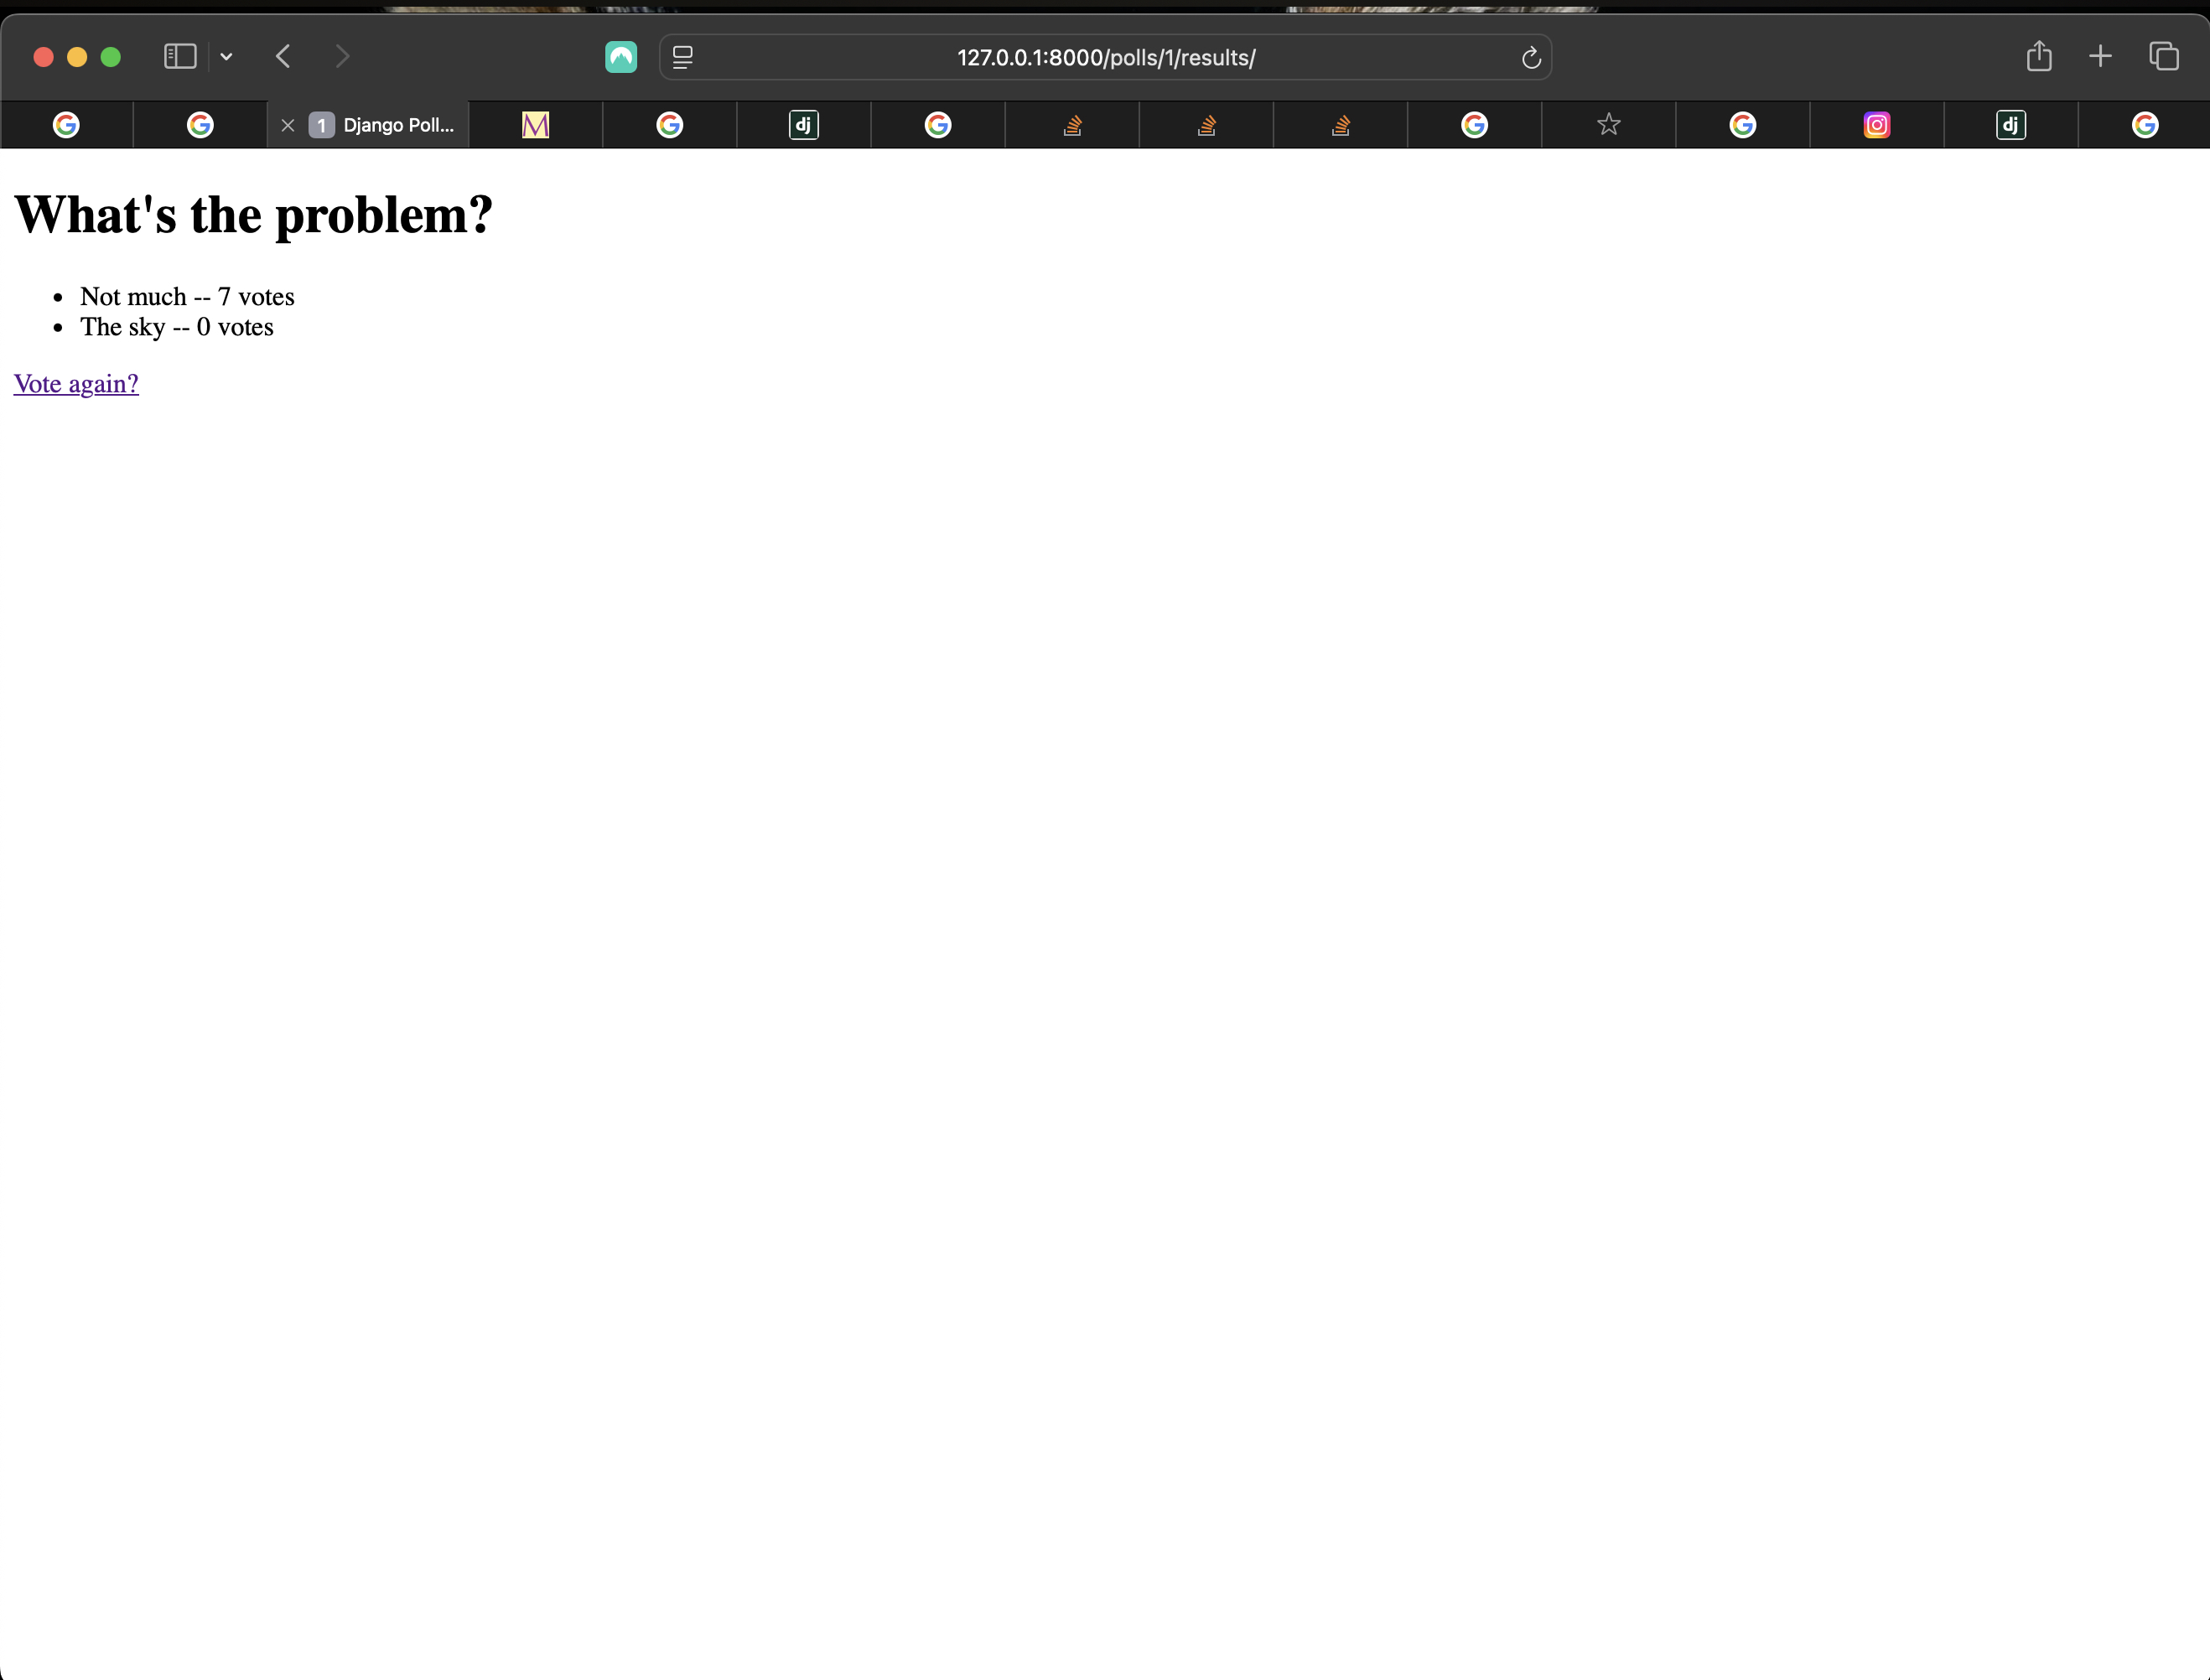 127.0.0.1:8000/polls/1/results/
1 Django Poll...
M
dj
dj
What's the problem?
• Not much -- 7 votes
• The sky -- 0 votes
Vote again?